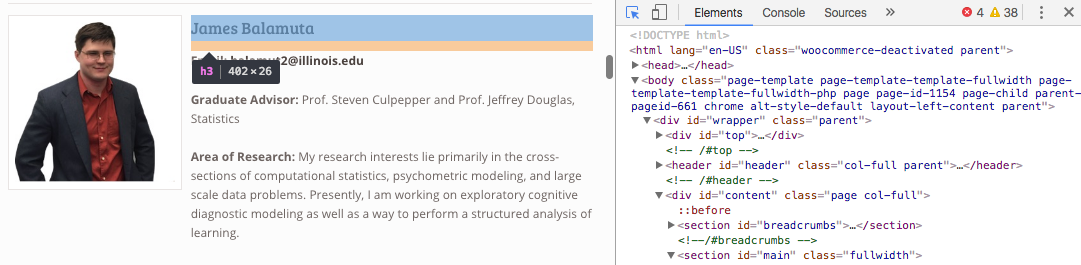 James Balamuta
balamut2@illinois.edu
h3 | 402×26
Graduate Advisor: Prof. Steven Culpepper and Prof. Jeffrey Douglas,
Statistics
Area of Research: My research interests lie primarily in the cross-
sections of computational statistics, psychometric modeling, and large
scale data problems. Presently, I am working on exploratory cognitive
diagnostic modeling as well as a way to perform a structured analysis of
learning.
Elements Console Sources » 4 38
<!DOCTYPE html>
<html lang="en-US" class="woocommerce-deactivated parent">
▶<head>…</head>
▼<body class="page-template page-template-template-fullwidth page-
template-template-fullwidth-php page page-id-1154 page-child parent-
pageid-661 chrome alt-style-default layout-left-content parent">
▼<div id="wrapper" class="parent">
▶<div id="top">…</div>
<!-- /#top -->
▶<header id="header" class="col-full parent">…</header>
<!-- /#header -->
▼<div id="content" class="page col-full">
::before
▶<section id="breadcrumbs">…</section>
<!--/#breadcrumbs -->
▼<section id="main" class="fullwidth">